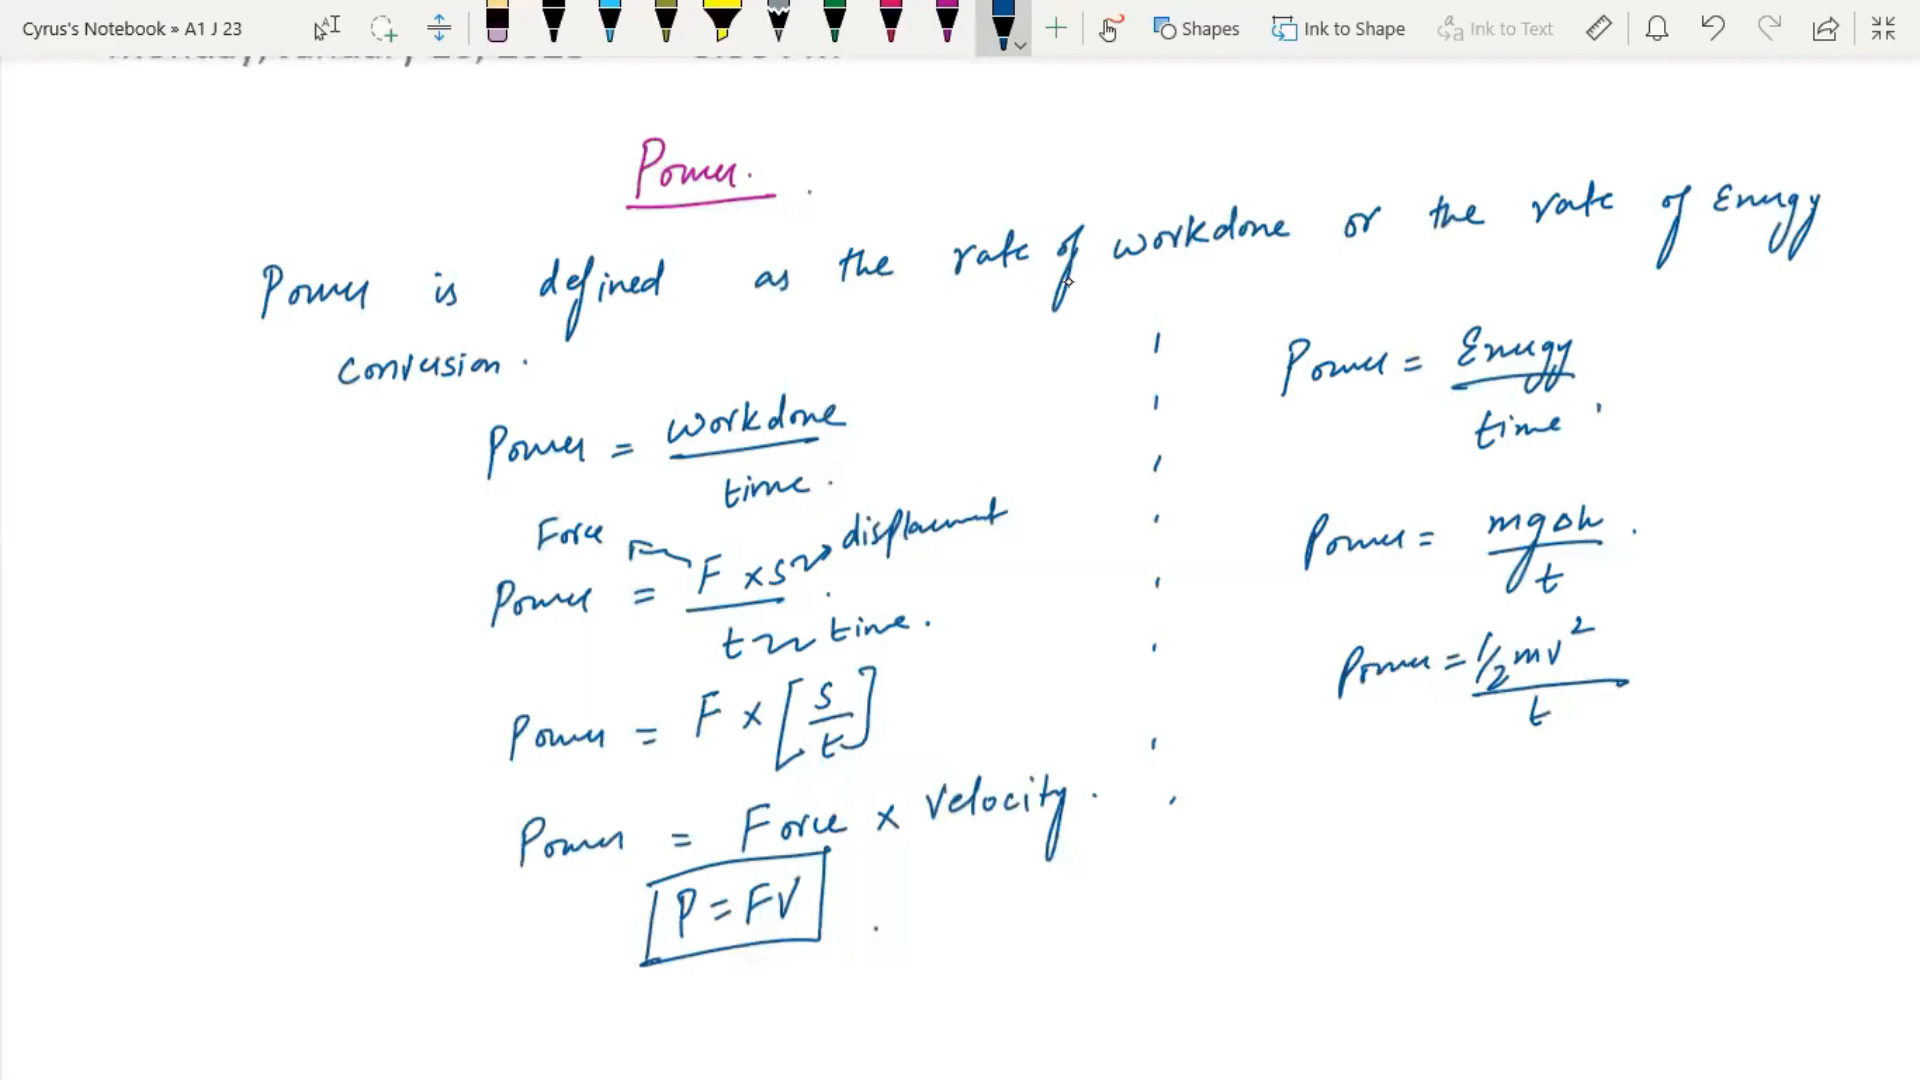 Cyrus's Notebook » A1 J 23
Shapes
Ink to Shape
Ink to Text
Power.
Power is defined as the rate of workdone or the rate of Energy
conversion.
Power = workdone / time.
Force
displacement
Power = F × s / t
time.
Power = F × [s/t]
Power = Force × Velocity.
P = FV
Power = Energy / time.
Power = mgΔh / t
Power = 1/2 mv² / t